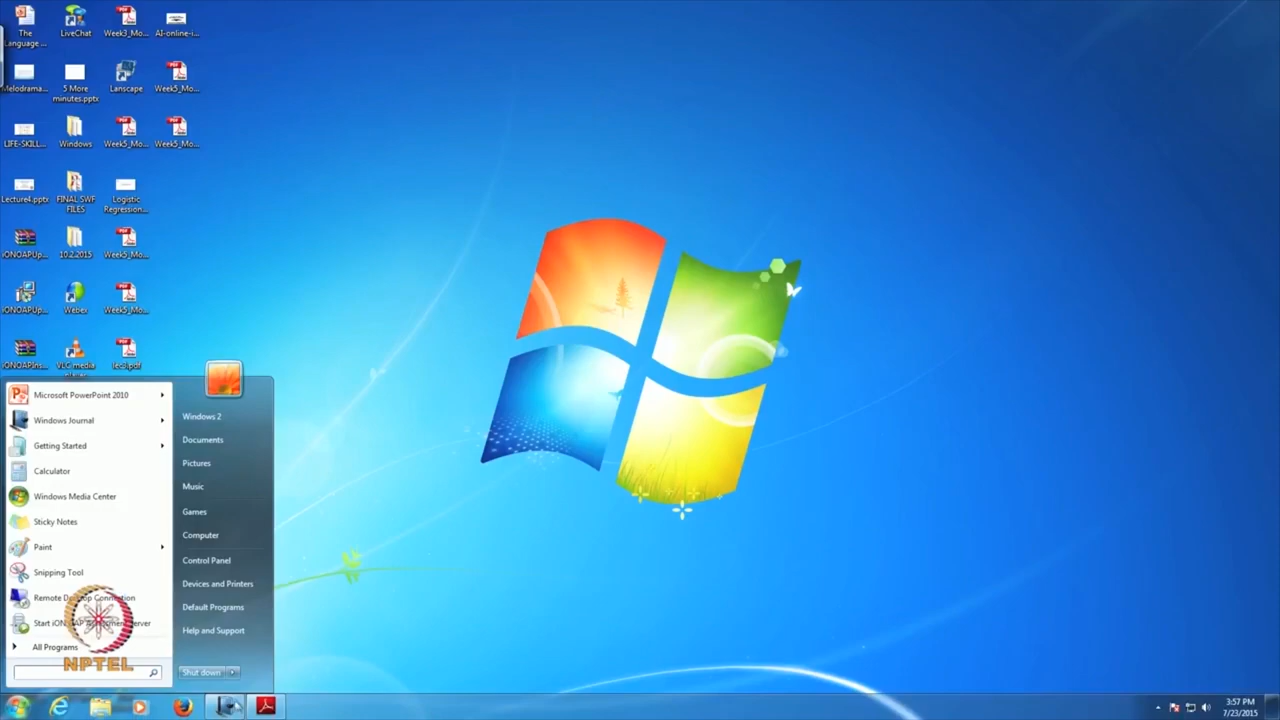 The
Language ...
LiveChat
Week3_Mo...
AI-online-i...
Melodrama...
5 More
minutes.pptx
Lanscape
Week5_Mo...
LIFE-SKILL...
Windows
Week5_Mo...
Week5_Mo...
Lecture4.pptx
FINAL SWF
FILES
Logistic
Regression...
iONOAPUp...
10.2.2015
Week5_Mo...
iONOAPUp...
Webex
Week5_Mo...
iONOAPIns...
VLC media
lec3.pdf
Microsoft PowerPoint 2010
Windows Journal
Getting Started
Calculator
Windows Media Center
Sticky Notes
Paint
Snipping Tool
Remote Desktop Connection
Start iON
All Programs
Windows 2
Documents
Pictures
Music
Games
Computer
Control Panel
Devices and Printers
Default Programs
Help and Support
Shut down
NPTEL
3:57 PM
7/23/2015